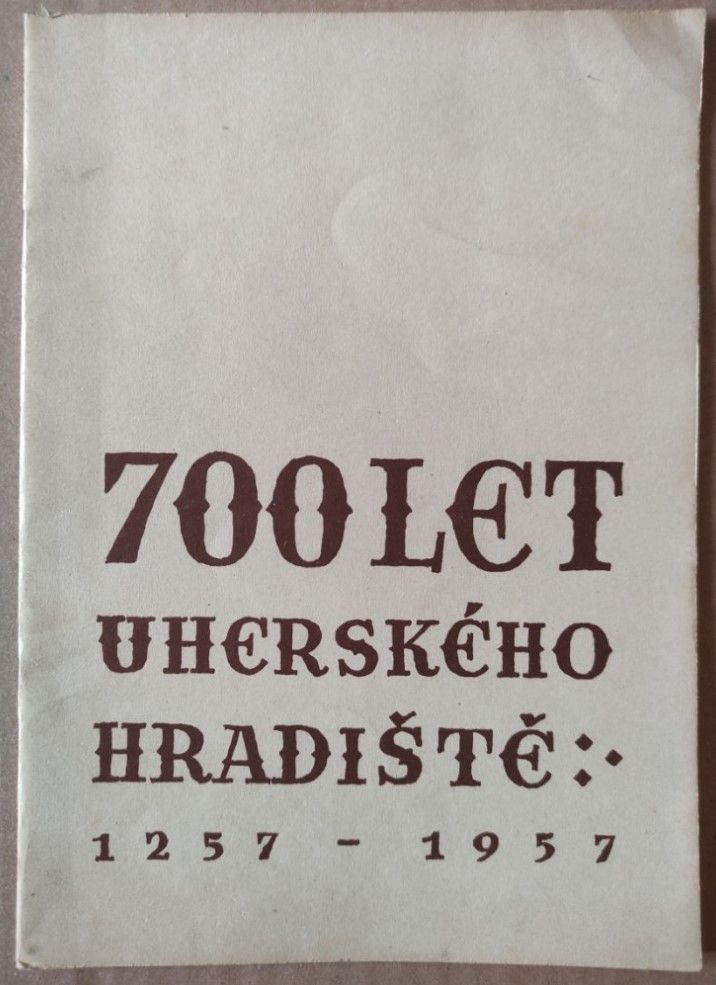 700 LET
UHERSKÉHO
HRADIŠTĚ
1257 - 1957